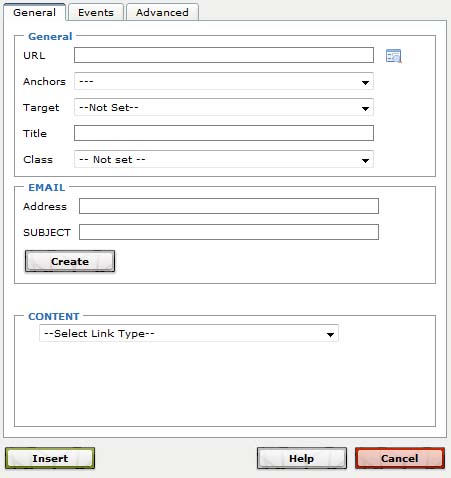 General Events Advanced
General
URL
Anchors ---
Target --Not Set--
Title
Class -- Not set --
EMAIL
Address
SUBJECT
Create
CONTENT
--Select Link Type--
Insert Help Cancel